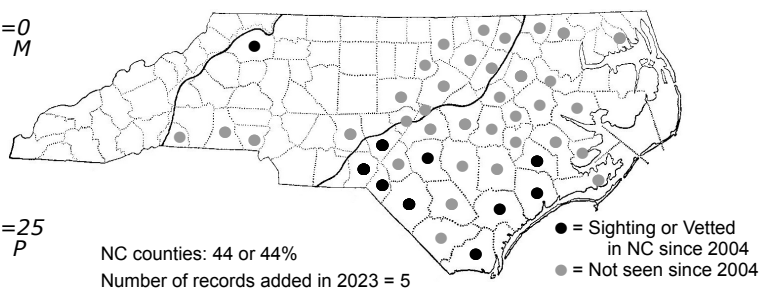 =0
M
=25
P
NC counties: 44 or 44%
Number of records added in 2023 = 5
= Sighting or Vetted
in NC since 2004
= Not seen since 2004